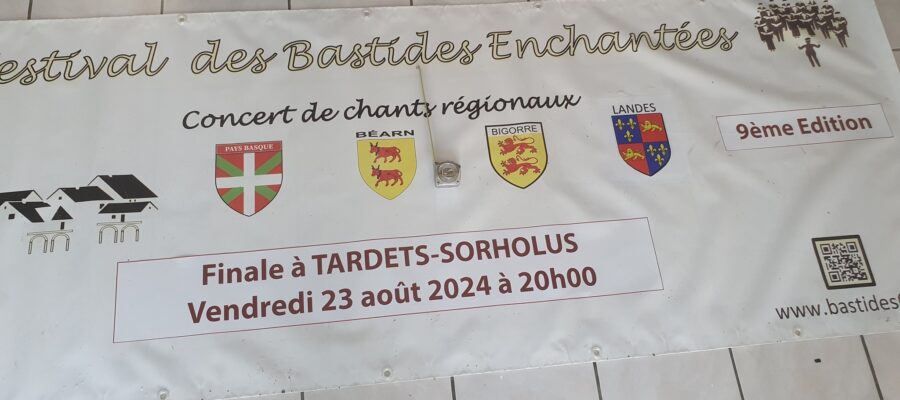 estival des Bastides Enchantées
Concert de chants régionaux
PAYS BASQUE
BÉARN
BIGORRE
LANDES
9ème Edition
Finale à TARDETS-SORHOLUS
Vendredi 23 août 2024 à 20h00
www.bastides